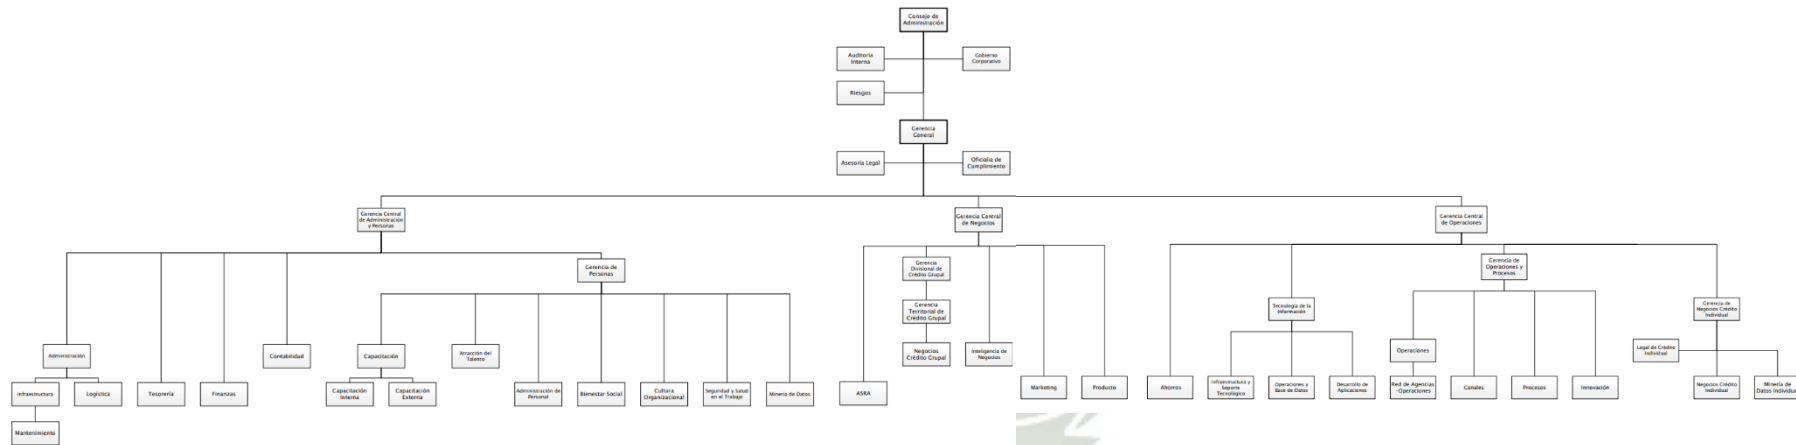 Consejo de
Administración
Auditoría
Interna
Gobierno
Corporativo
Riesgos
Gerencia
General
Asesoría Legal
Oficialía de
Cumplimiento
Gerencia Central
de Administración
y Personas
Gerencia Central
de Negocios
Gerencia Central
de Operaciones
Gerencia de
Personas
Gerencia
Divisional de
Crédito Grupal
Gerencia de
Operaciones y
Procesos
Gerencia
Territorial de
Crédito Grupal
Tecnología de la
Información
Gerencia de
Negocios Crédito
Individual
Administración
Contabilidad
Capacitación
Atracción del
Talento
Negocios
Crédito Grupal
Inteligencia de
Negocios
Operaciones
Legal de Crédito
Individual
Infraestructura
Logística
Tesorería
Finanzas
Capacitación
Interna
Capacitación
Externa
Administración de
Personal
Bienestar Social
Cultura
Organizacional
Seguridad y Salud
en el Trabajo
Minería de Datos
ASRA
Marketing
Producto
Ahorros
Infraestructura y
Soporte
Tecnológico
Operaciones y
Base de Datos
Desarrollo de
Aplicaciones
Red de Agencias
-Operaciones
Canales
Procesos
Innovación
Negocios Crédito
Individual
Minería de
Datos Individual
Mantenimiento